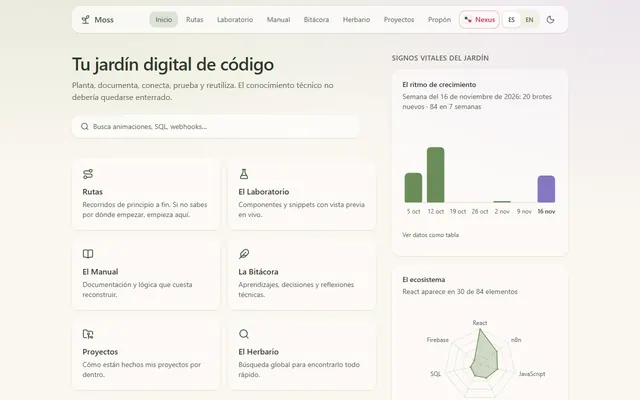 Moss
Inicio
Rutas
Laboratorio
Manual
Bitácora
Herbario
Proyectos
Propón
Nexus
ES
EN
Tu jardín digital de código
Planta, documenta, conecta, prueba y reutiliza. El conocimiento técnico no
debería quedarse enterrado.
Busca animaciones, SQL, webhooks...
Rutas
Recorridos de principio a fin. Si no sabes
por dónde empezar, empieza aquí.
El Laboratorio
Componentes y snippets con vista previa
en vivo.
El Manual
Documentación y lógica que cuesta
reconstruir.
La Bitácora
Aprendizajes, decisiones y reflexiones
técnicas.
Proyectos
Cómo están hechos mis proyectos por
dentro.
El Herbario
Búsqueda global para encontrarlo todo
rápido.
SIGNOS VITALES DEL JARDÍN
El ritmo de crecimiento
Semana del 16 de noviembre de 2026: 20 brotes
nuevos · 84 en 7 semanas
5 oct
12 oct
19 oct
26 oct
2 nov
9 nov
16 nov
Ver datos como tabla
El ecosistema
React aparece en 30 de 84 elementos
React
Firebase
n8n
SQL
JavaScript